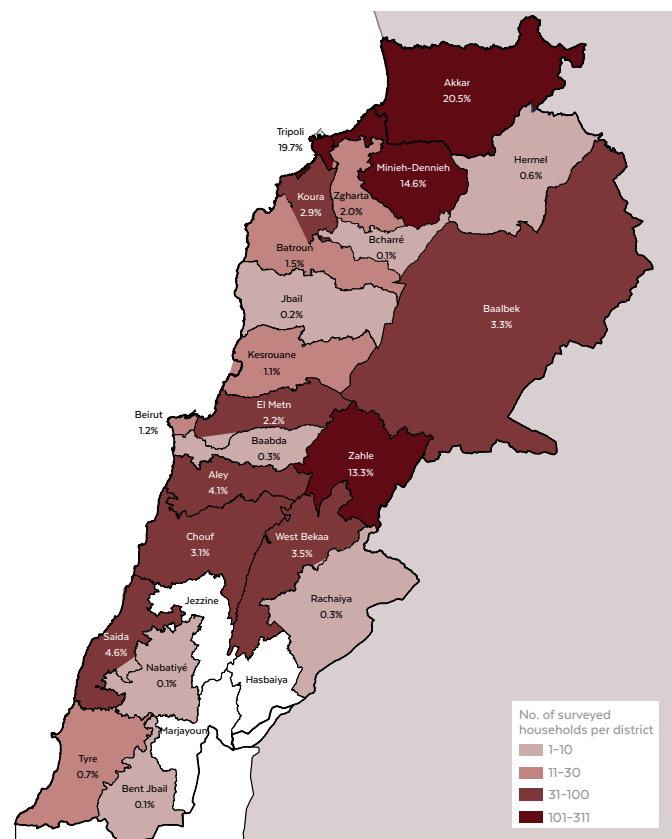 Akkar
20.5%
Tripoli
19.7%
Hermel
0.6%
Minieh-Dennieh
14.6%
Koura
2.9%
Zgharta
2.0%
Bcharré
0.1%
Batroun
1.5%
Jbail
0.2%
Baalbek
3.3%
Kesrouane
1.1%
El Metn
2.2%
Beirut
1.2%
Baabda
0.3%
Zahle
13.3%
Aley
4.1%
Chouf
3.1%
West Bekaa
3.5%
Jezzine
Rachaiya
0.3%
Saida
4.6%
Nabatiyé
0.1%
Hasbaiya
Marjayoun
Tyre
0.7%
Bent Jbail
0.1%
No. of surveyed
households per district
1-10
11-30
31-100
101-311